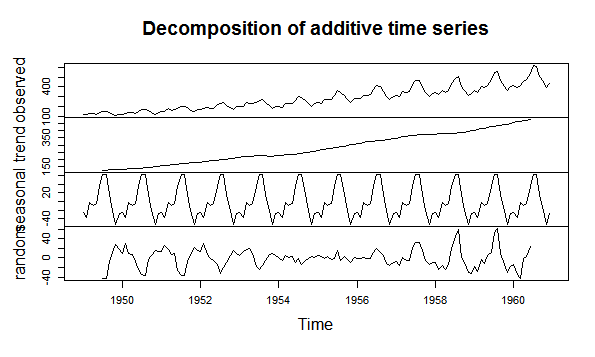 Decomposition of additive time series
observed
400
100
trend
350
150
seasonal
20
-40
random
40
0
-40
1950 1952 1954 1956 1958 1960
Time